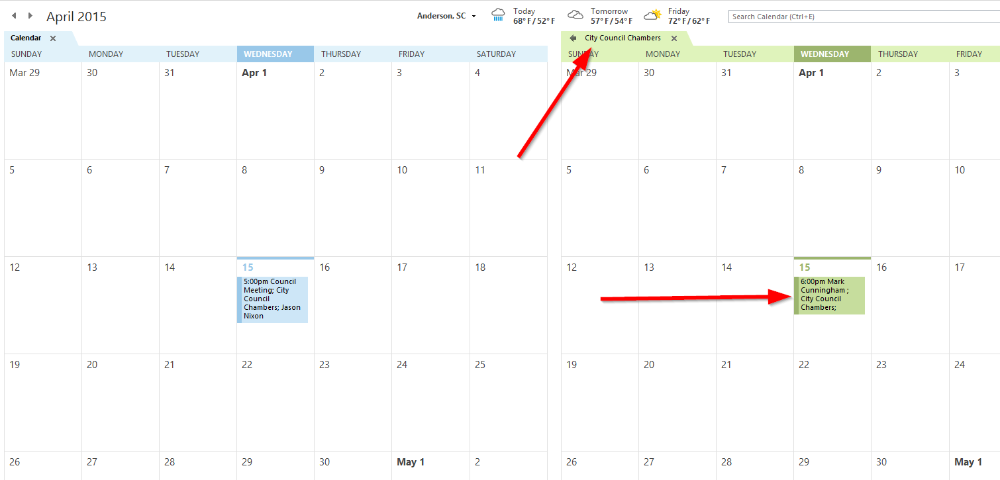 April 2015
Anderson, SC
Today
68° F / 52° F
Tomorrow
57° F / 54° F
Friday
72° F / 62° F
Search Calendar (Ctrl+E)
Calendar
SUNDAY MONDAY TUESDAY WEDNESDAY THURSDAY FRIDAY SATURDAY
Mar 29 30 31 Apr 1 2 3 4
5 6 7 8 9 10 11
12 13 14 15 16 17 18
5:00pm Council
Meeting; City
Council
Chambers; Jason
Nixon
19 20 21 22 23 24 25
26 27 28 29 30 May 1 2
City Council Chambers
SUNDAY MONDAY TUESDAY WEDNESDAY THURSDAY FRIDAY
Mar 29 30 31 Apr 1 2 3
5 6 7 8 9 10
12 13 14 15 16 17
6:00pm Mark
Cunningham ;
City Council
Chambers;
19 20 21 22 23 24
26 27 28 29 30 May 1